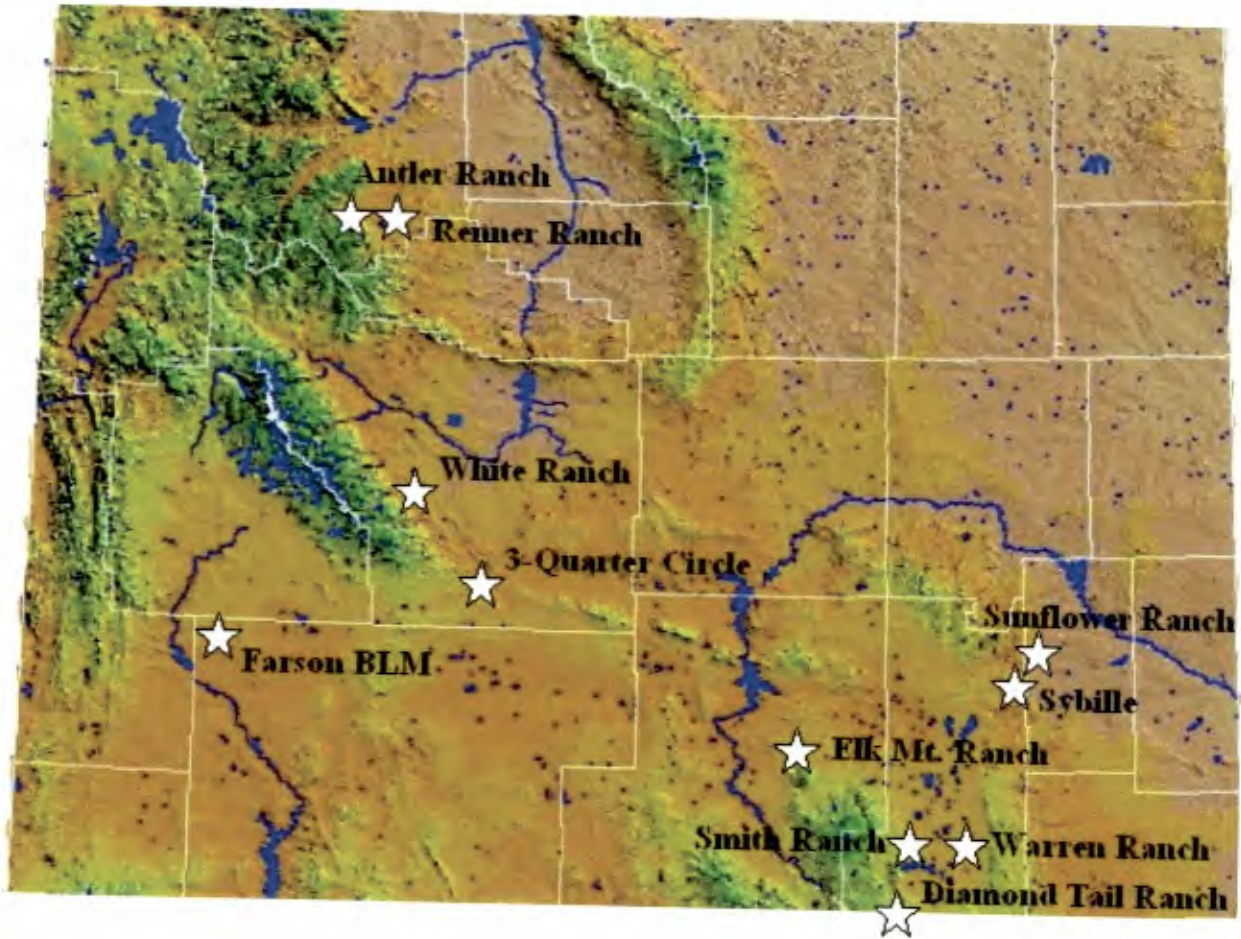 Antler Ranch
Renner Ranch
White Ranch
3-Quarter Circle
Sunflower Ranch
Farson BLM
Sybille
Elk Mt. Ranch
Smith Ranch
Warren Ranch
Diamond Tail Ranch